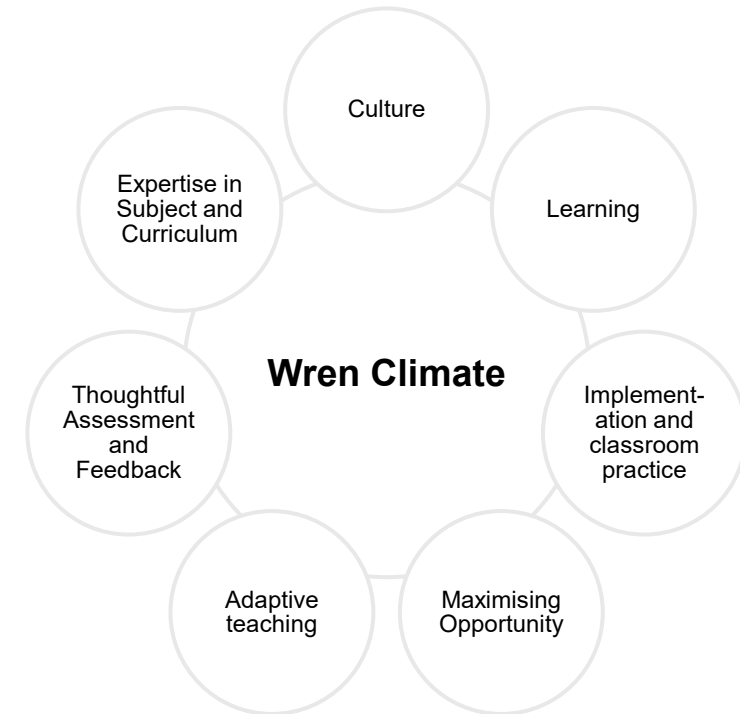 Culture
Learning
Implement-
ation and
classroom
practice
Maximising
Opportunity
Adaptive
teaching
Thoughtful
Assessment
and
Feedback
Expertise in
Subject and
Curriculum
Wren Climate